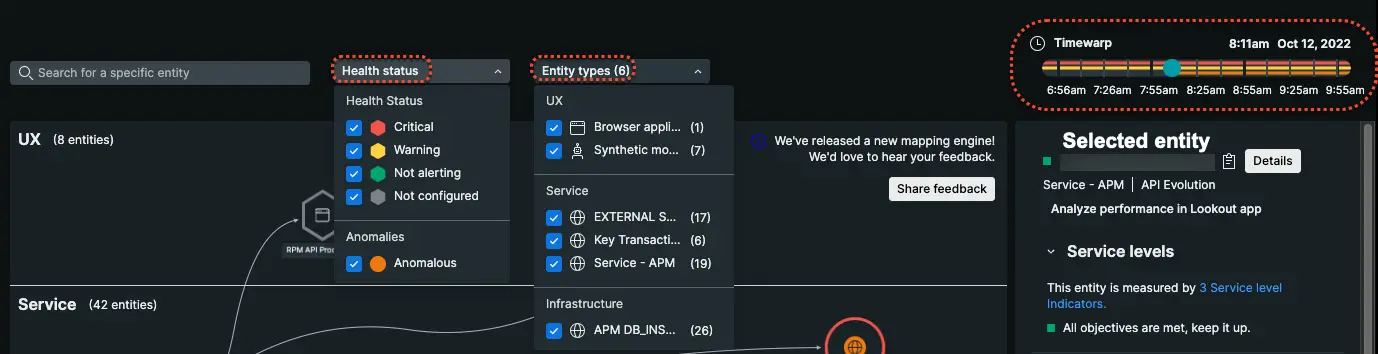 Timewarp 8:11am Oct 12, 2022
6:56am 7:26am 7:55am 8:25am 8:55am 9:25am 9:55am
Search for a specific entity
Health status
Health Status
Critical
Warning
Not alerting
Not configured
Anomalies
Anomalous
Entity types (6)
UX
Browser appli... (1)
Synthetic mo... (7)
Service
EXTERNAL S... (17)
Key Transacti... (6)
Service - APM (19)
Infrastructure
APM DB_INS... (26)
UX (8 entities)
RPM API Prod
Service (42 entities)
We've released a new mapping engine!
We'd love to hear your feedback.
Share feedback
Selected entity
Details
Service - APM | API Evolution
Analyze performance in Lookout app
Service levels
This entity is measured by 3 Service level
Indicators.
All objectives are met, keep it up.